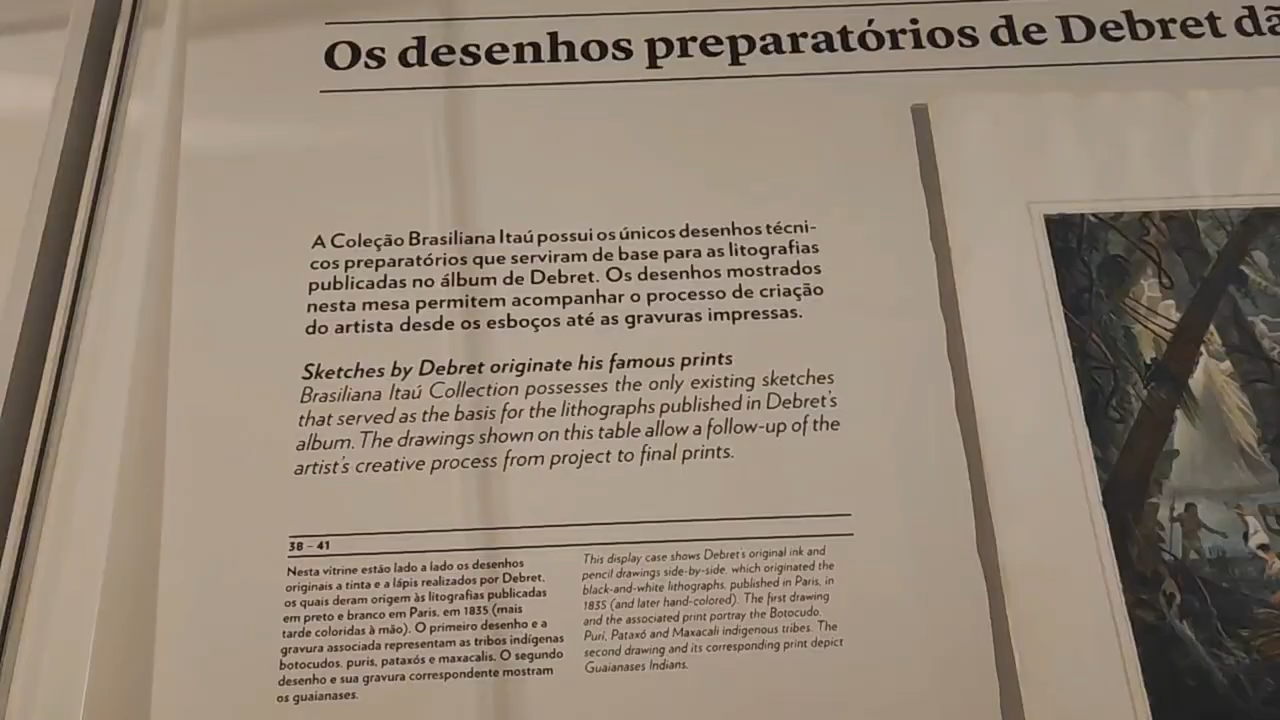 Os desenhos preparatórios de Debret dã
A Coleção Brasiliana Itaú possui os únicos desenhos técni-
cos preparatórios que serviram de base para as litografias
publicadas no álbum de Debret. Os desenhos mostrados
nesta mesa permitem acompanhar o processo de criação
do artista desde os esboços até as gravuras impressas.
Sketches by Debret originate his famous prints
Brasiliana Itaú Collection possesses the only existing sketches
that served as the basis for the lithographs published in Debret's
album. The drawings shown on this table allow a follow-up of the
artist's creative process from project to final prints.
38 – 41
Nesta vitrine estão lado a lado os desenhos
originais a tinta e a lápis realizados por Debret,
os quais deram origem às litografias publicadas
em preto e branco em Paris, em 1835 (mais
tarde coloridas à mão). O primeiro desenho e a
gravura associada representam as tribos indígenas
botocudos, puris, pataxós e maxacalis. O segundo
desenho e sua gravura correspondente mostram
os guaianases.
This display case shows Debret's original ink and
pencil drawings side-by-side, which originated the
black-and-white lithographs, published in Paris, in
1835 (and later hand-colored). The first drawing
and the associated print portray the Botocudo,
Puri, Pataxó and Maxacali indigenous tribes. The
second drawing and its corresponding print depict
Guaianases Indians.